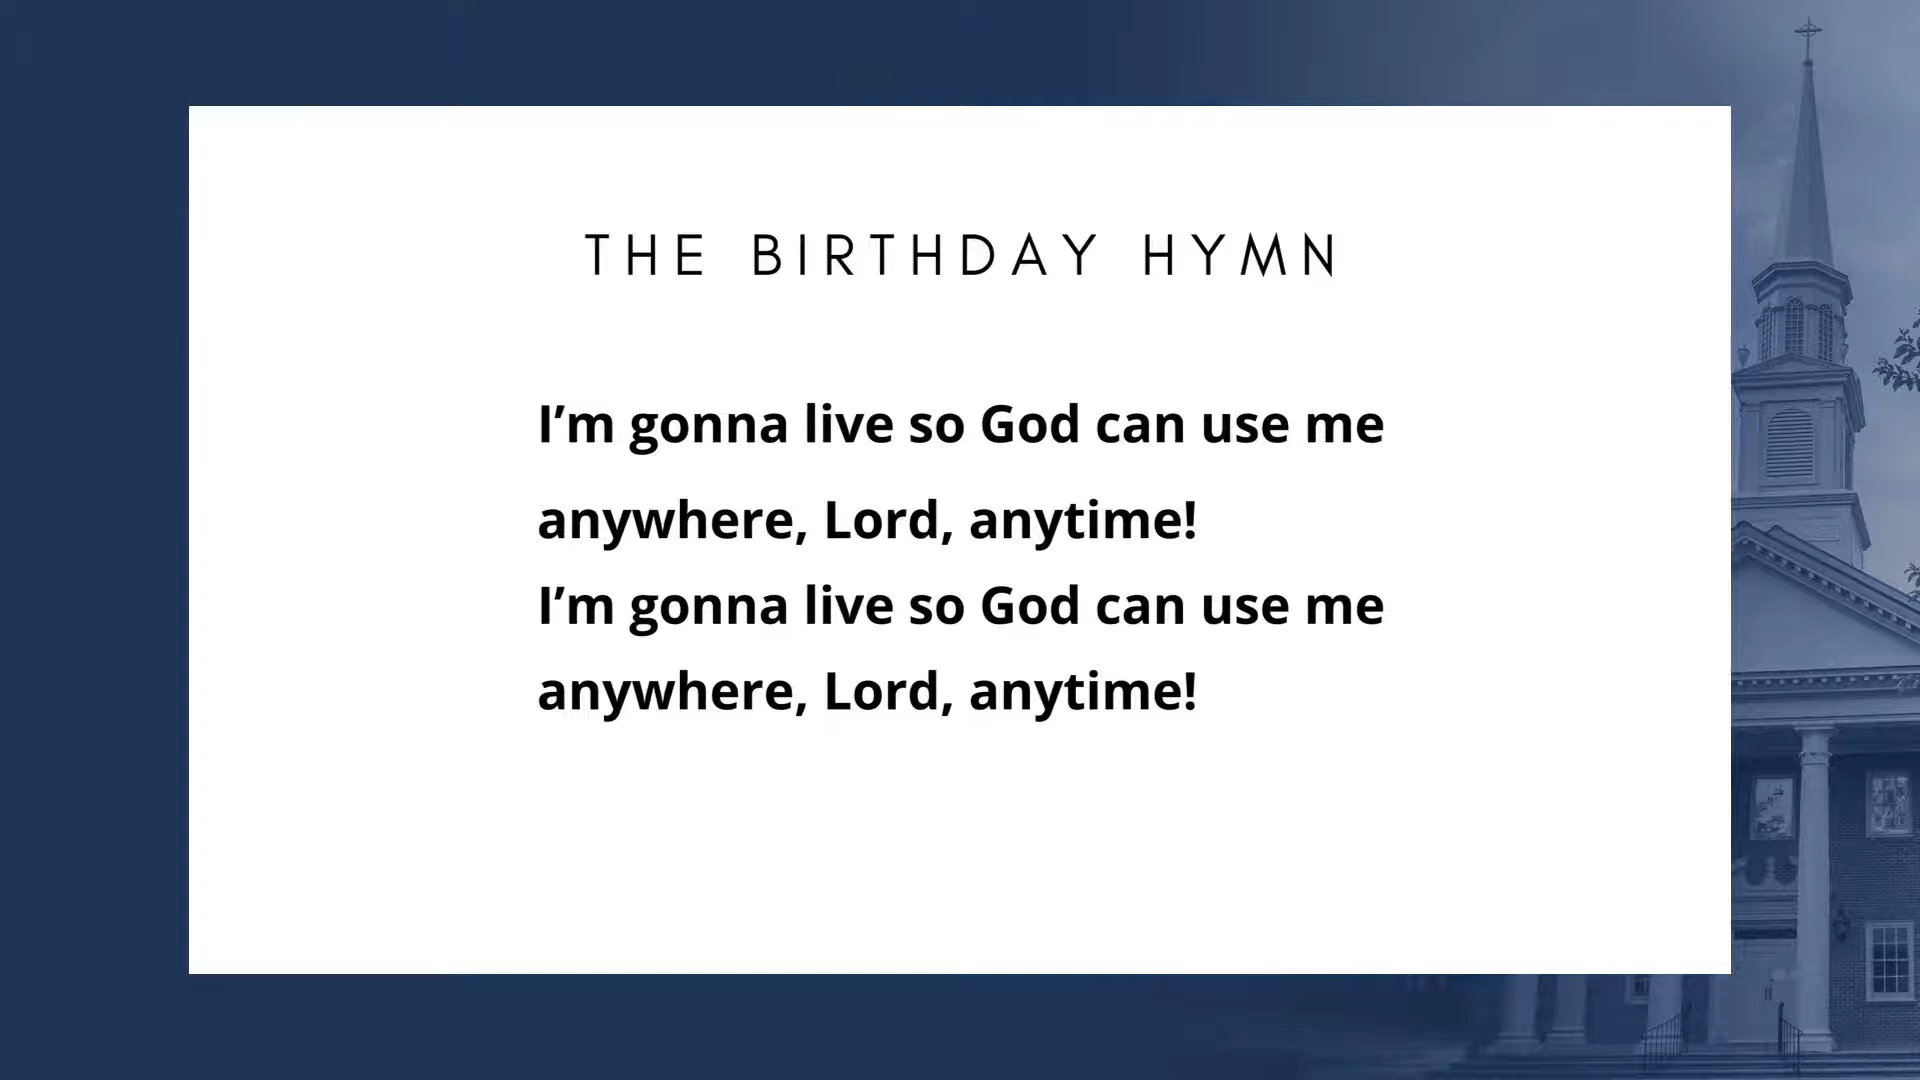 THE BIRTHDAY HYMN
I’m gonna live so God can use me
anywhere, Lord, anytime!
I’m gonna live so God can use me
anywhere, Lord, anytime!